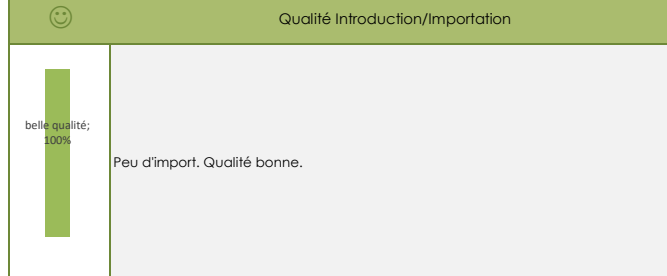 Qualité Introduction/Importation
belle qualité;
100%
Peu d'import. Qualité bonne.